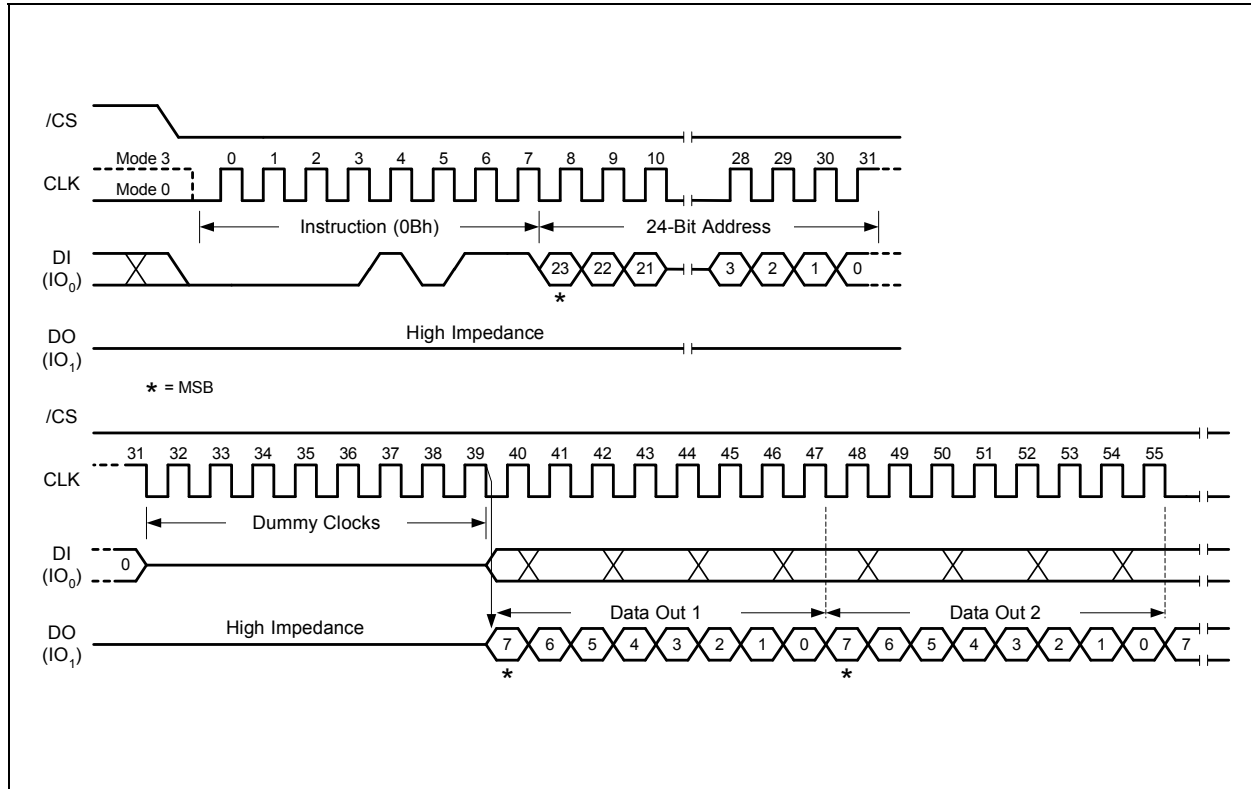 /CS
Mode 3 0 1 2 3 4 5 6 7 8 9 10 28 29 30 31
CLK
Mode 0
Instruction (0Bh) 24-Bit Address
DI
(IO0) 23 22 21 3 2 1 0
*
DO High Impedance
(IO1)
* = MSB
/CS
31 32 33 34 35 36 37 38 39 40 41 42 43 44 45 46 47 48 49 50 51 52 53 54 55
CLK
Dummy Clocks
DI
(IO0) 0
Data Out 1 Data Out 2
DO High Impedance
(IO1) 7 6 5 4 3 2 1 0 7 6 5 4 3 2 1 0 7
* *